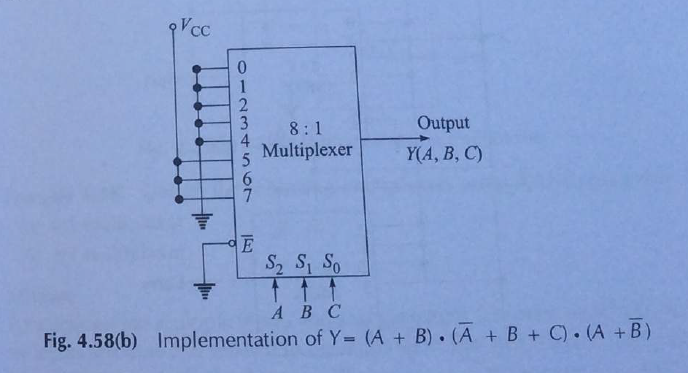 V_CC
0
1
2
3
4
5
6
7
8 : 1
Multiplexer
Output
Y(A, B, C)
E̅
S₂ S₁ S₀
A B C
Fig. 4.58(b) Implementation of Y= (A + B) • (A̅ + B + C) • (A + B̅)